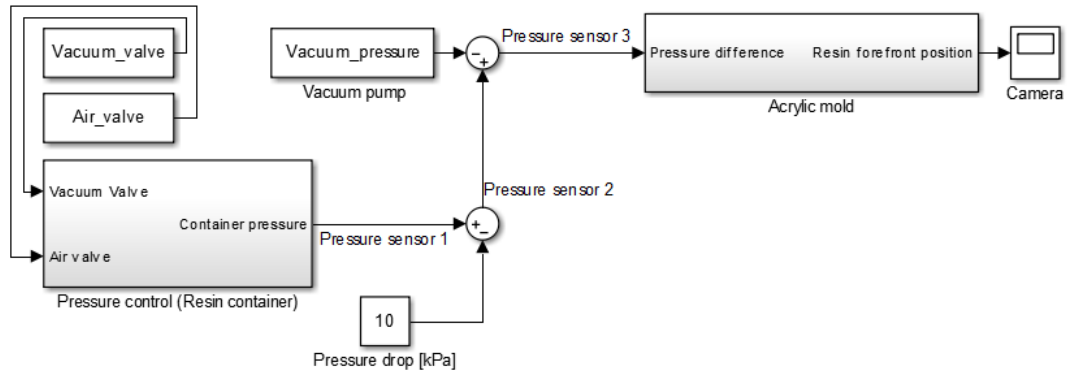 Vacuum_valve
Air_valve
Vacuum Valve
Container pressure
Air valve
Pressure control (Resin container)
Pressure sensor 1
10
Pressure drop [kPa]
Vacuum_pressure
Vacuum pump
-
+
Pressure sensor 3
Pressure sensor 2
+
-
Pressure difference
Resin forefront position
Acrylic mold
Camera